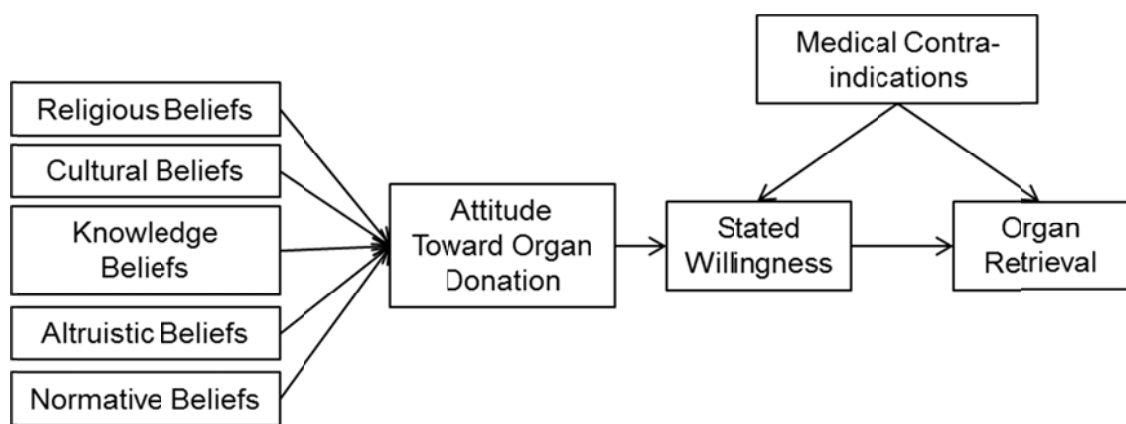 Religious Beliefs
Cultural Beliefs
Knowledge
Beliefs
Altruistic Beliefs
Normative Beliefs
Attitude
Toward Organ
Donation
Medical Contra-
indications
Stated
Willingness
Organ
Retrieval